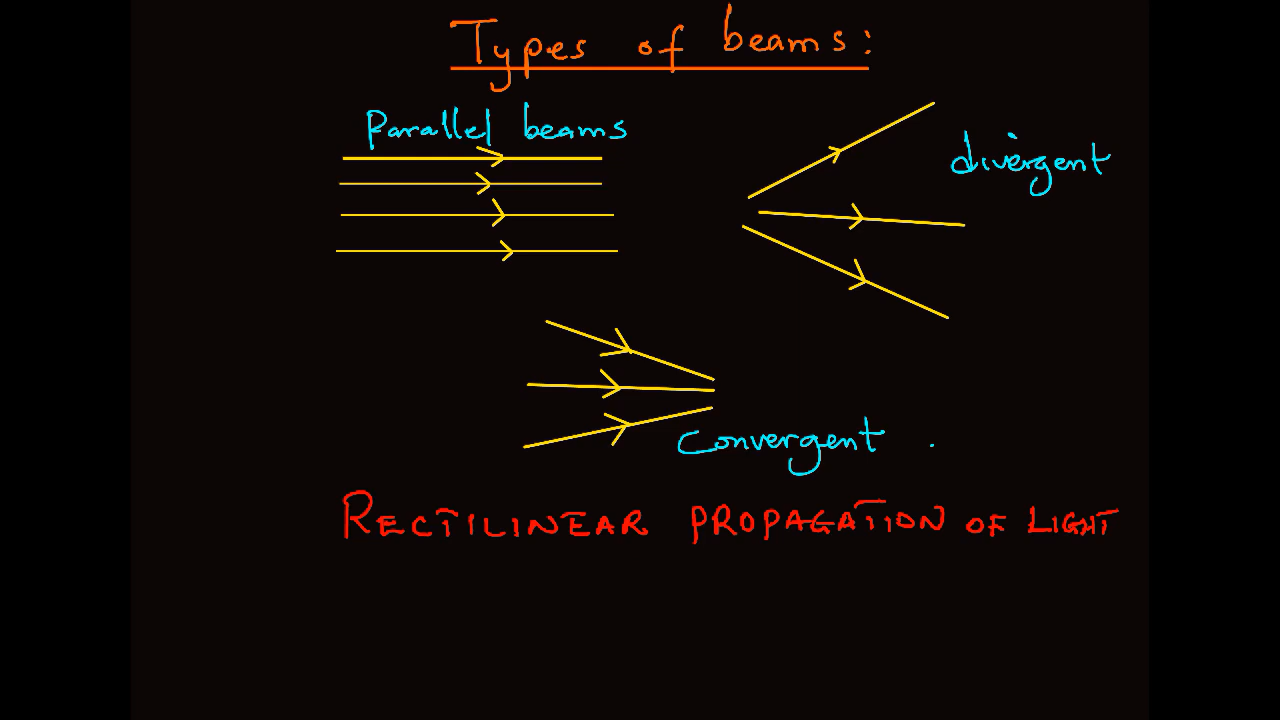 Types of beams:
Parallel beams
divergent
Convergent .
RECTILINEAR PROPAGATION OF LIGHT